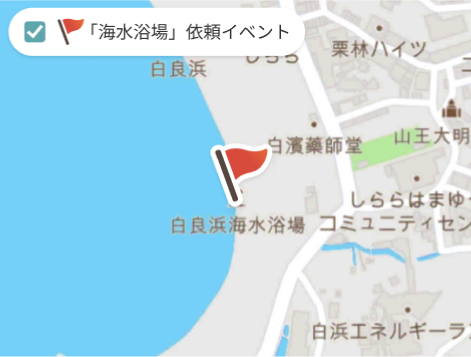 「海水浴場」依頼イベント
しらら
栗林ハイツ
白良浜
白濱薬師堂
山王大明
しららはまゆ
白良浜海水浴場
コミュニティセン
白浜エネルギーラ